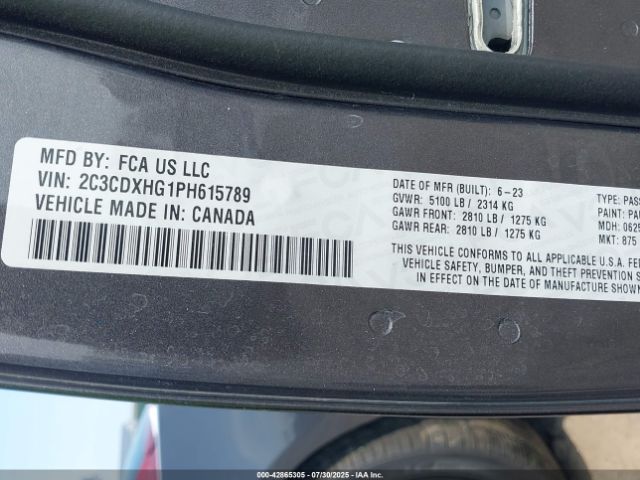 MFD BY: FCA US LLC
VIN: 2C3CDXHG1PH615789
VEHICLE MADE IN: CANADA
DATE OF MFR (BUILT): 6-23
GVWR: 5100 LB / 2314 KG
GAWR FRONT: 2810 LB / 1275 KG
GAWR REAR: 2810 LB / 1275 KG
TYPE: PASS
PAINT: PA
MDH: 0625
MKT: 875
THIS VEHICLE CONFORMS TO ALL APPLICABLE U.S.A. FE
VEHICLE SAFETY, BUMPER, AND THEFT PREVENTION S
IN EFFECT ON THE DATE OF MANUFACTURE SHOWN
000-42865305 - 07/30/2025 - IAAI.COM